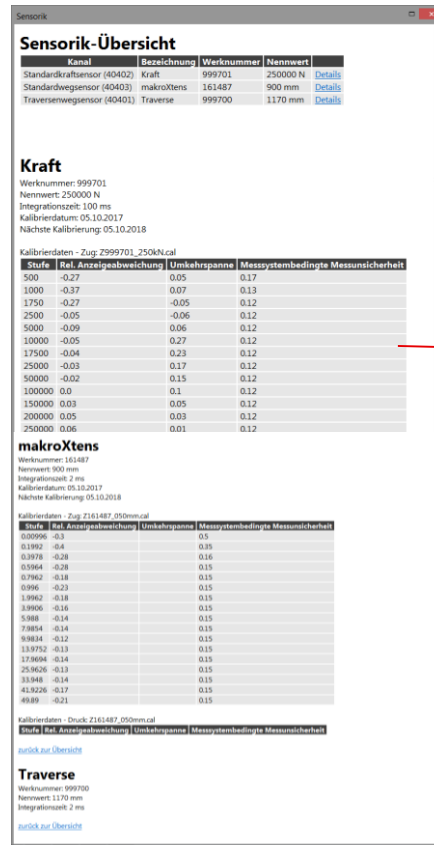 Sensorik
Sensorik-Übersicht
Kanal Bezeichnung Werknummer Nennwert
Standardkraftsensor (40402) Kraft 999701 250000 N Details
Standardwegsensor (40403) makroXtens 161487 900 mm Details
Traversenwegsensor (40401) Traverse 999700 1170 mm Details
Kraft
Werknummer: 999701
Nennwert: 250000 N
Integrationszeit: 100 ms
Kalibrierdatum: 05.10.2017
Nächste Kalibrierung: 05.10.2018
Kalibrierdaten - Zug: Z999701_250kN.cal
Stufe Rel. Anzeigeabweichung Umkehrspanne Messsystembedingte Messunsicherheit
500 -0.27 0.05 0.17
1000 -0.37 0.07 0.13
1750 -0.27 -0.05 0.12
2500 -0.05 -0.06 0.12
5000 -0.09 0.06 0.12
10000 -0.05 0.27 0.12
17500 -0.04 0.23 0.12
25000 -0.03 0.17 0.12
50000 -0.02 0.15 0.12
100000 0.0 0.1 0.12
150000 0.03 0.05 0.12
200000 0.05 0.03 0.12
250000 0.06 0.01 0.12
makroXtens
Werknummer: 161487
Nennwert: 900 mm
Integrationszeit: 2 ms
Kalibrierdatum: 05.10.2017
Nächste Kalibrierung: 05.10.2018
Kalibrierdaten - Zug: Z161487_050mm.cal
Stufe Rel. Anzeigeabweichung Umkehrspanne Messsystembedingte Messunsicherheit
0.00996 -0.3 0.5
0.1992 -0.4 0.35
0.3978 -0.28 0.16
0.5964 -0.28 0.15
0.7962 -0.18 0.15
0.996 -0.23 0.15
1.9962 -0.18 0.15
3.9906 -0.16 0.15
5.988 -0.14 0.15
7.9854 -0.14 0.15
9.9834 -0.12 0.15
13.9752 -0.13 0.15
17.9694 -0.14 0.15
25.9626 -0.13 0.15
33.948 -0.14 0.15
41.9226 -0.17 0.15
49.89 -0.21 0.15
Kalibrierdaten - Druck: Z161487_050mm.cal
Stufe Rel. Anzeigeabweichung Umkehrspanne Messsystembedingte Messunsicherheit
zurück zur Übersicht
Traverse
Werknummer: 999700
Nennwert: 1170 mm
Integrationszeit: 2 ms
zurück zur Übersicht